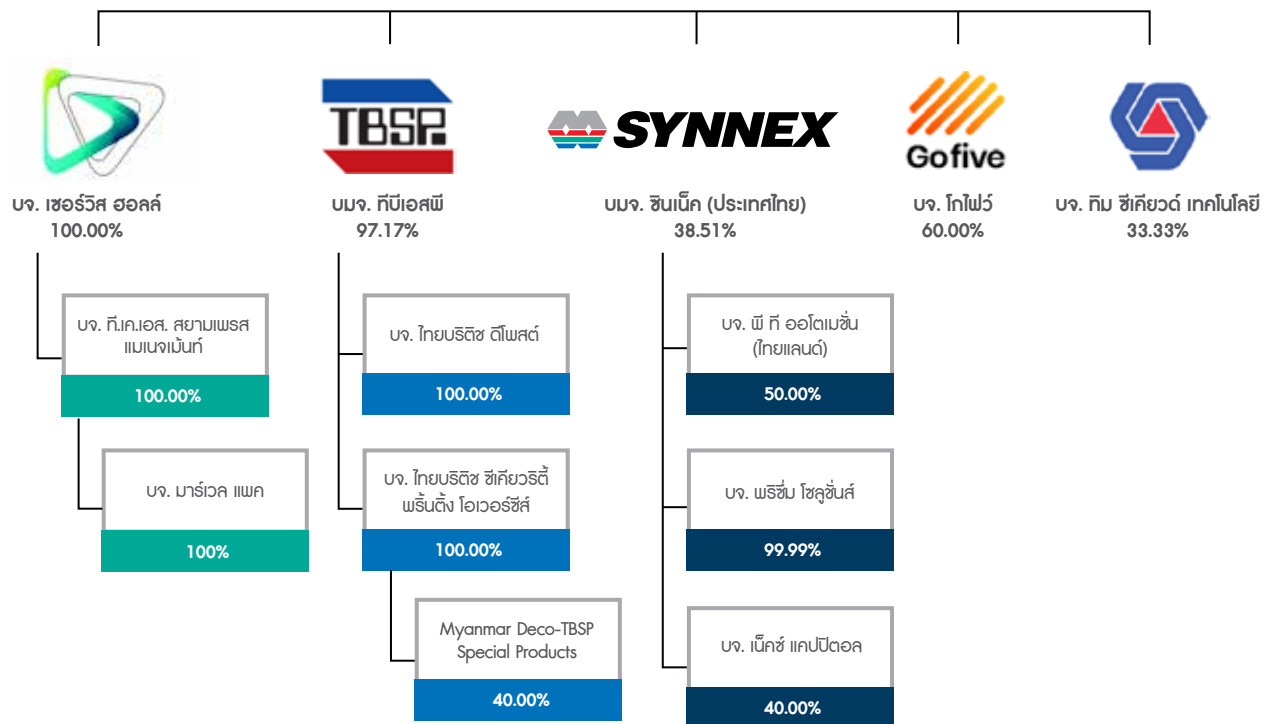 TBSP
SYNNEX
Gofive
บจ. เซอร์วิส ฮอลล์
100.00%
บมจ. ทีบีเอสพี
97.17%
บมจ. ซินเน็ค (ประเทศไทย)
38.51%
บจ. โกไฟว์
60.00%
บจ. ทิม ซีเคียวด์ เทคโนโลยี
33.33%
บจ. ที.เค.เอส. สยามเพรส
แมเนจเม้นท์
100.00%
บจ. มาร์เวล แพค
100%
บจ. ไทยบริติช ดีโพสต์
100.00%
บจ. ไทยบริติช ซีเคียวริตี้
พริ้นติ้ง โอเวอร์ซีส์
100.00%
Myanmar Deco-TBSP
Special Products
40.00%
บจ. พี ที ออโตเมชั่น
(ไทยแลนด์)
50.00%
บจ. พริซึ่ม โซลูชั่นส์
99.99%
บจ. เน็คซ์ แคปปิตอล
40.00%